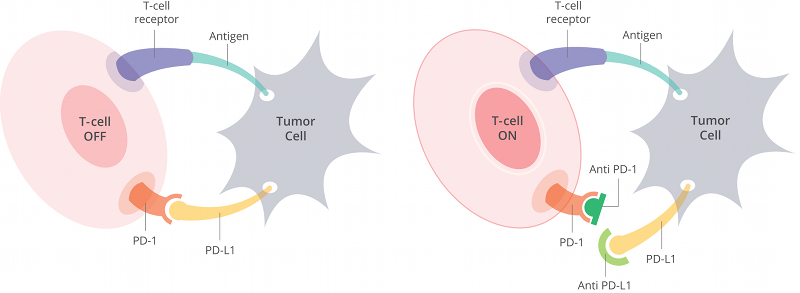 T-cell
receptor
Antigen
T-cell
OFF
Tumor
Cell
PD-1
PD-L1
T-cell
receptor
Antigen
T-cell
ON
Tumor
Cell
Anti PD-1
PD-1
PD-L1
Anti PD-L1